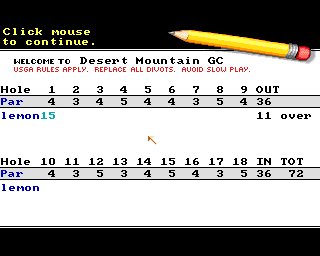 Click mouse
to continue.
WELCOME TO Desert Mountain GC
USGA RULES APPLY. REPLACE ALL DIVOTS. AVOID SLOW PLAY.
Hole 1 2 3 4 5 6 7 8 9 OUT
Par 4 3 4 5 4 4 3 5 4 36
lemon 15 11 over
Hole 10 11 12 13 14 15 16 17 18 IN TOT
Par 4 3 5 3 4 5 4 3 5 36 72
lemon